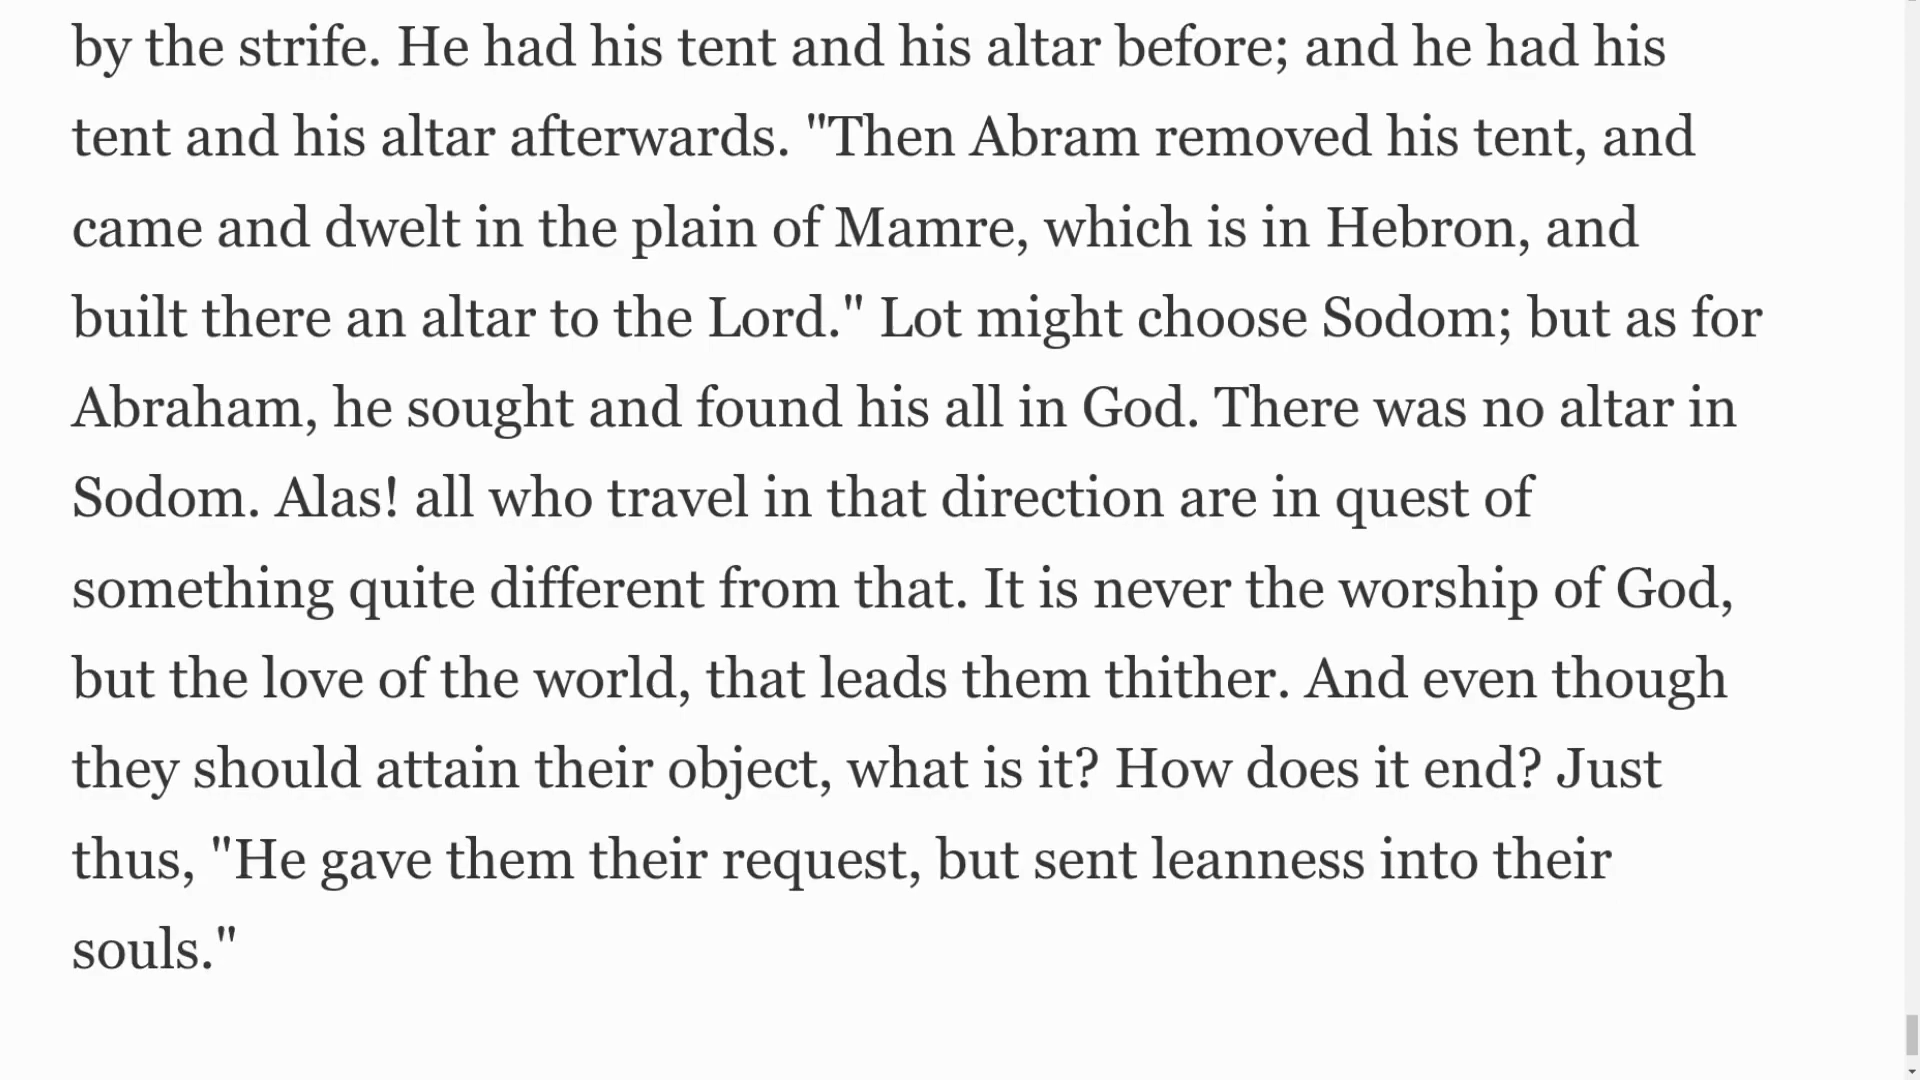 by the strife. He had his tent and his altar before; and he had his
tent and his altar afterwards. "Then Abram removed his tent, and
came and dwelt in the plain of Mamre, which is in Hebron, and
built there an altar to the Lord." Lot might choose Sodom; but as for
Abraham, he sought and found his all in God. There was no altar in
Sodom. Alas! all who travel in that direction are in quest of
something quite different from that. It is never the worship of God,
but the love of the world, that leads them thither. And even though
they should attain their object, what is it? How does it end? Just
thus, "He gave them their request, but sent leanness into their
souls."